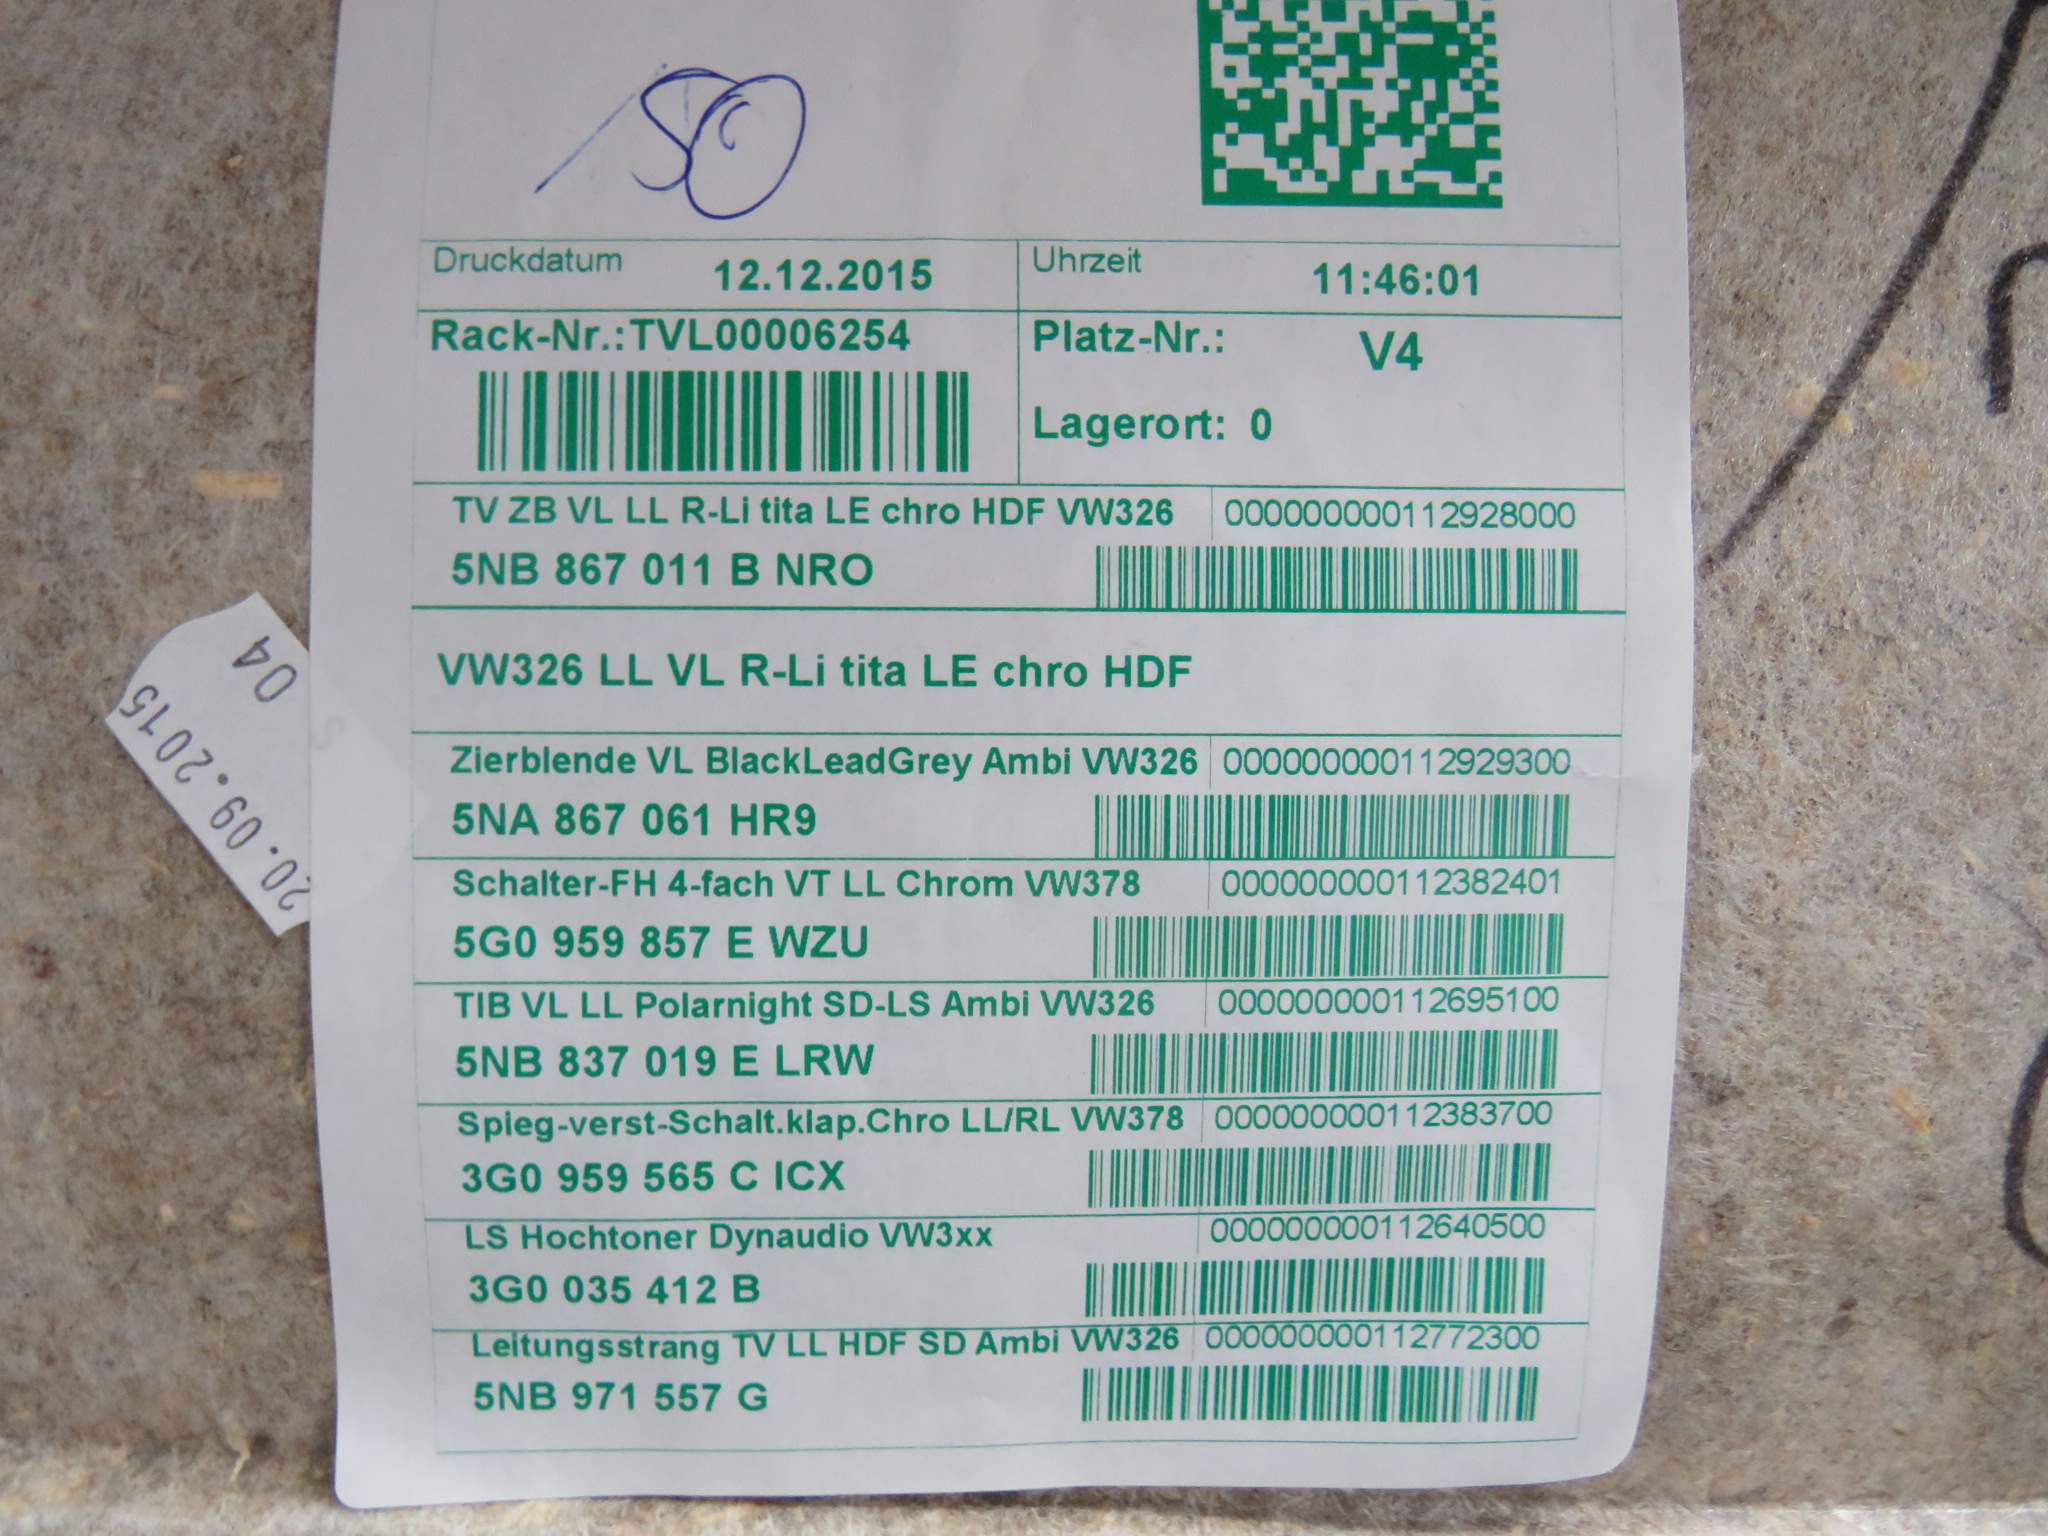 Druckdatum 12.12.2015 Uhrzeit 11:46:01
Rack-Nr.:TVL00006254 Platz-Nr.: V4
Lagerort: 0
TV ZB VL LL R-Li tita LE chro HDF VW326 000000000112928000
5NB 867 011 B NRO
VW326 LL VL R-Li tita LE chro HDF
Zierblende VL BlackLeadGrey Ambi VW326 000000000112929300
5NA 867 061 HR9
Schalter-FH 4-fach VT LL Chrom VW378 000000000112382401
5G0 959 857 E WZU
TIB VL LL Polarnight SD-LS Ambi VW326 000000000112695100
5NB 837 019 E LRW
Spieg-verst-Schalt.klap.Chro LL/RL VW378 000000000112383700
3G0 959 565 C ICX
LS Hochtoner Dynaudio VW3xx 000000000112640500
3G0 035 412 B
Leitungsstrang TV LL HDF SD Ambi VW326 000000000112772300
5NB 971 557 G
04
20.09.2015